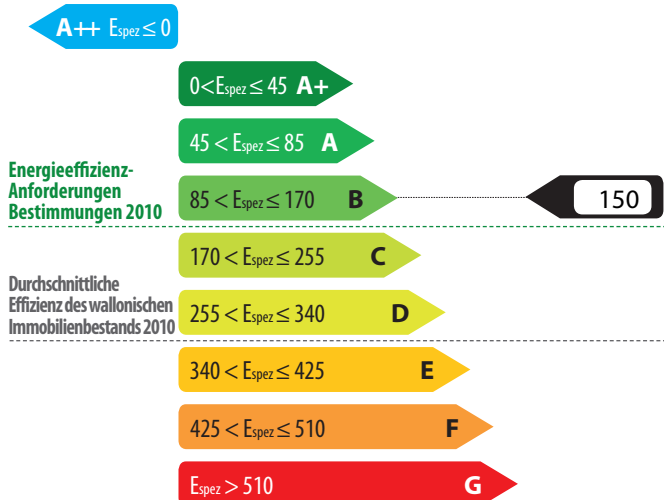 A++ Espez ≤ 0
0<Espez ≤ 45 A+
45 < Espez ≤ 85 A
Energieeffizienz-
Anforderungen
Bestimmungen 2010
85 < Espez ≤ 170 B
150
170 < Espez ≤ 255 C
Durchschnittliche
Effizienz des wallonischen
Immobilienbestands 2010
255 < Espez ≤ 340 D
340 < Espez ≤ 425 E
425 < Espez ≤ 510 F
Espez > 510 G